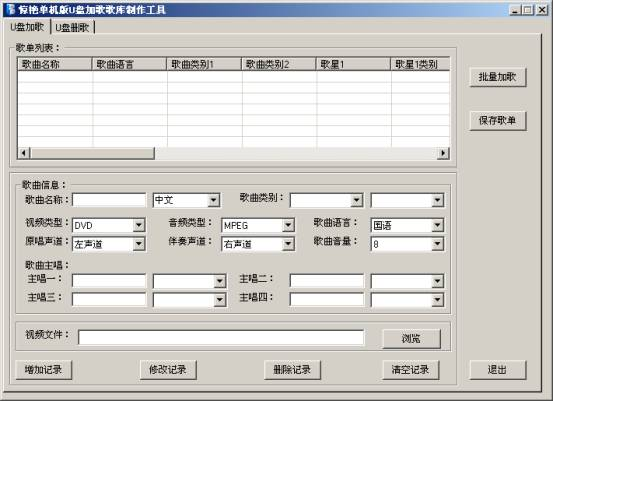 惊艳单机版U盘加歌歌库制作工具
U盘加歌 U盘删歌
歌单列表：
歌曲名称 歌曲语言 歌曲类别1 歌曲类别2 歌星1 歌星1类别
批量加歌
保存歌单
歌曲信息：
歌曲名称： 中文 歌曲类别：
视频类型： DVD 音频类型： MPEG 歌曲语言： 国语
原唱声道： 左声道 伴奏声道： 右声道 歌曲音量： 8
歌曲主唱：
主唱一： 主唱二：
主唱三： 主唱四：
视频文件： 浏览
增加记录 修改记录 删除记录 清空记录 退出